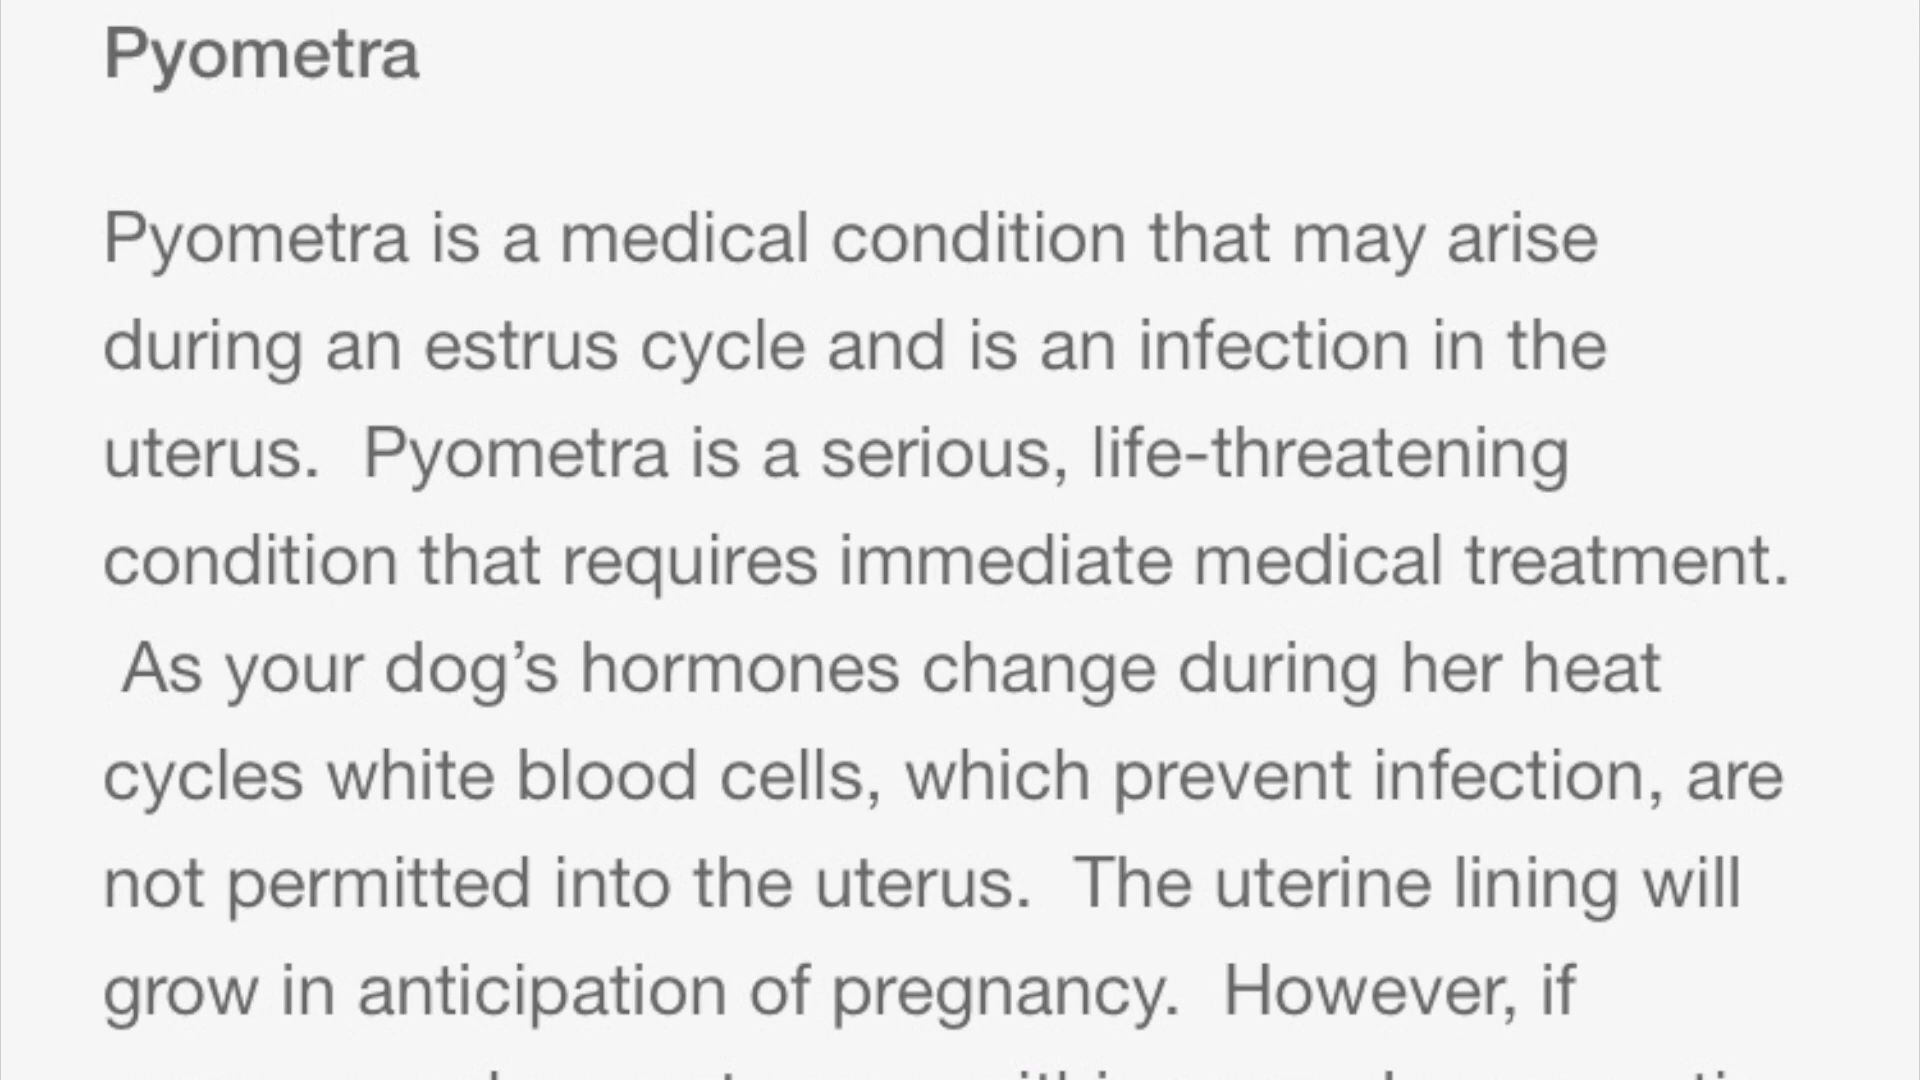 Pyometra
Pyometra is a medical condition that may arise
during an estrus cycle and is an infection in the
uterus.  Pyometra is a serious, life-threatening
condition that requires immediate medical treatment.
As your dog’s hormones change during her heat
cycles white blood cells, which prevent infection, are
not permitted into the uterus.  The uterine lining will
grow in anticipation of pregnancy.  However, if